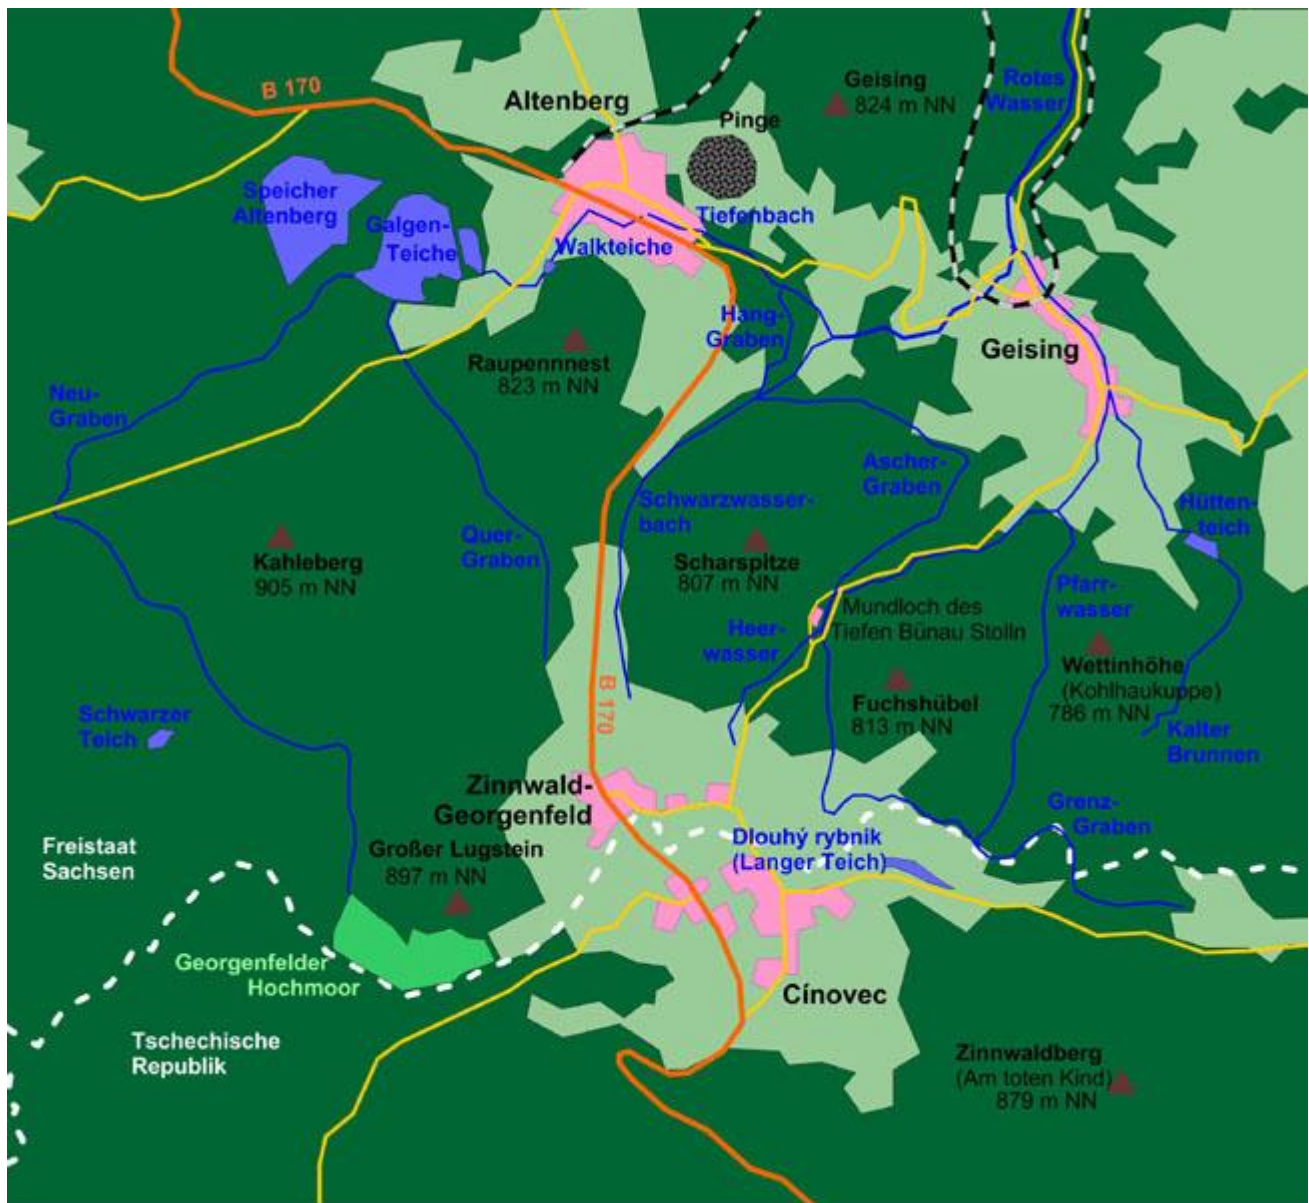 B 170
Altenberg
Geising
824 m NN
Rotes
Wasser
Pinge
Speicher
Altenberg
Galgen-
Teiche
Tiefenbach
Walkteiche
Hang-
Graben
Raupennnest
823 m NN
Geising
Neu-
Graben
Ascher-
Graben
Schwarzwasser-
bach
Hütten-
teich
Quer-
Graben
Kahleberg
905 m NN
Scharspitze
807 m NN
Pfarr-
wasser
Mundloch des
Tiefen Bünau Stolln
Heer-
wasser
Wettinhöhe
(Kohlhaukuppe)
786 m NN
B 170
Fuchshübel
813 m NN
Schwarzer
Teich
Kalter
Brunnen
Zinnwald-
Georgenfeld
Grenz-
Graben
Dlouhý rybnik
(Langer Teich)
Freistaat
Sachsen
Großer Lugstein
897 m NN
Georgenfelder
Hochmoor
Cínovec
Tschechische
Republik
Zinnwaldberg
(Am toten Kind)
879 m NN